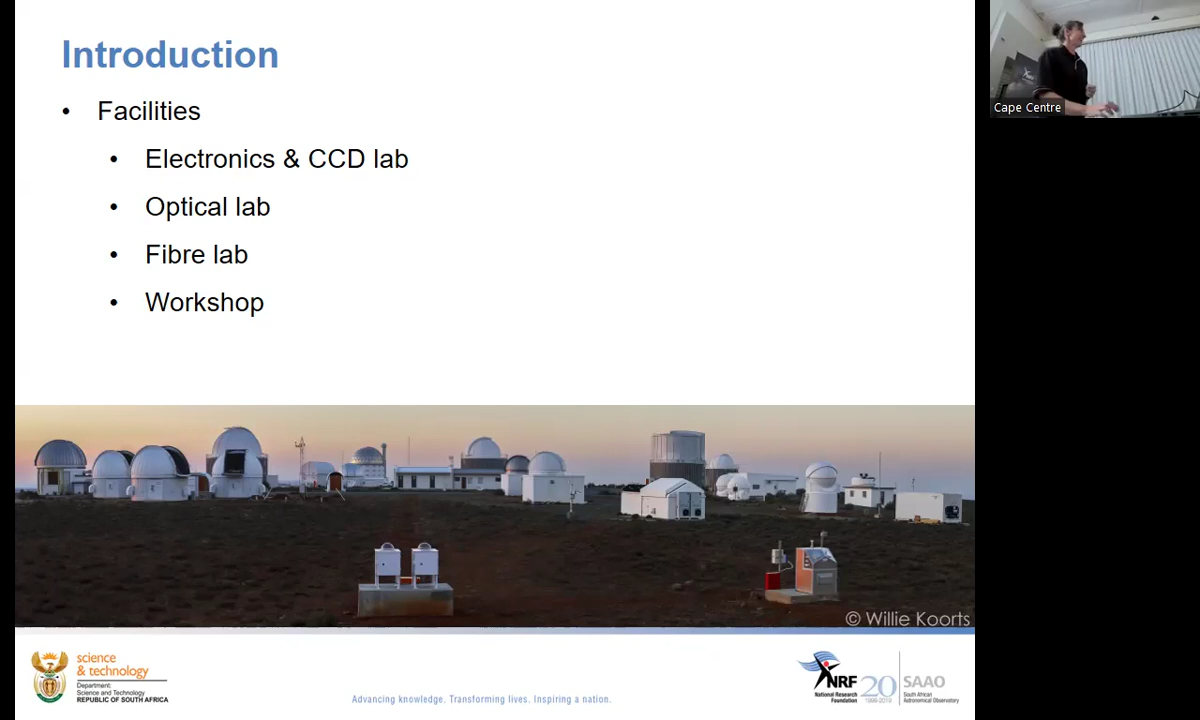 Introduction
• Facilities
• Electronics & CCD lab
• Optical lab
• Fibre lab
• Workshop
Cape Centre
© Willie Koorts
science
& technology
Department:
Science and Technology
REPUBLIC OF SOUTH AFRICA
Advancing knowledge. Transforming lives. Inspiring a nation.
NRF
National Research
Foundation
20
1999-2019
SAAO
South African
Astronomical Observatory